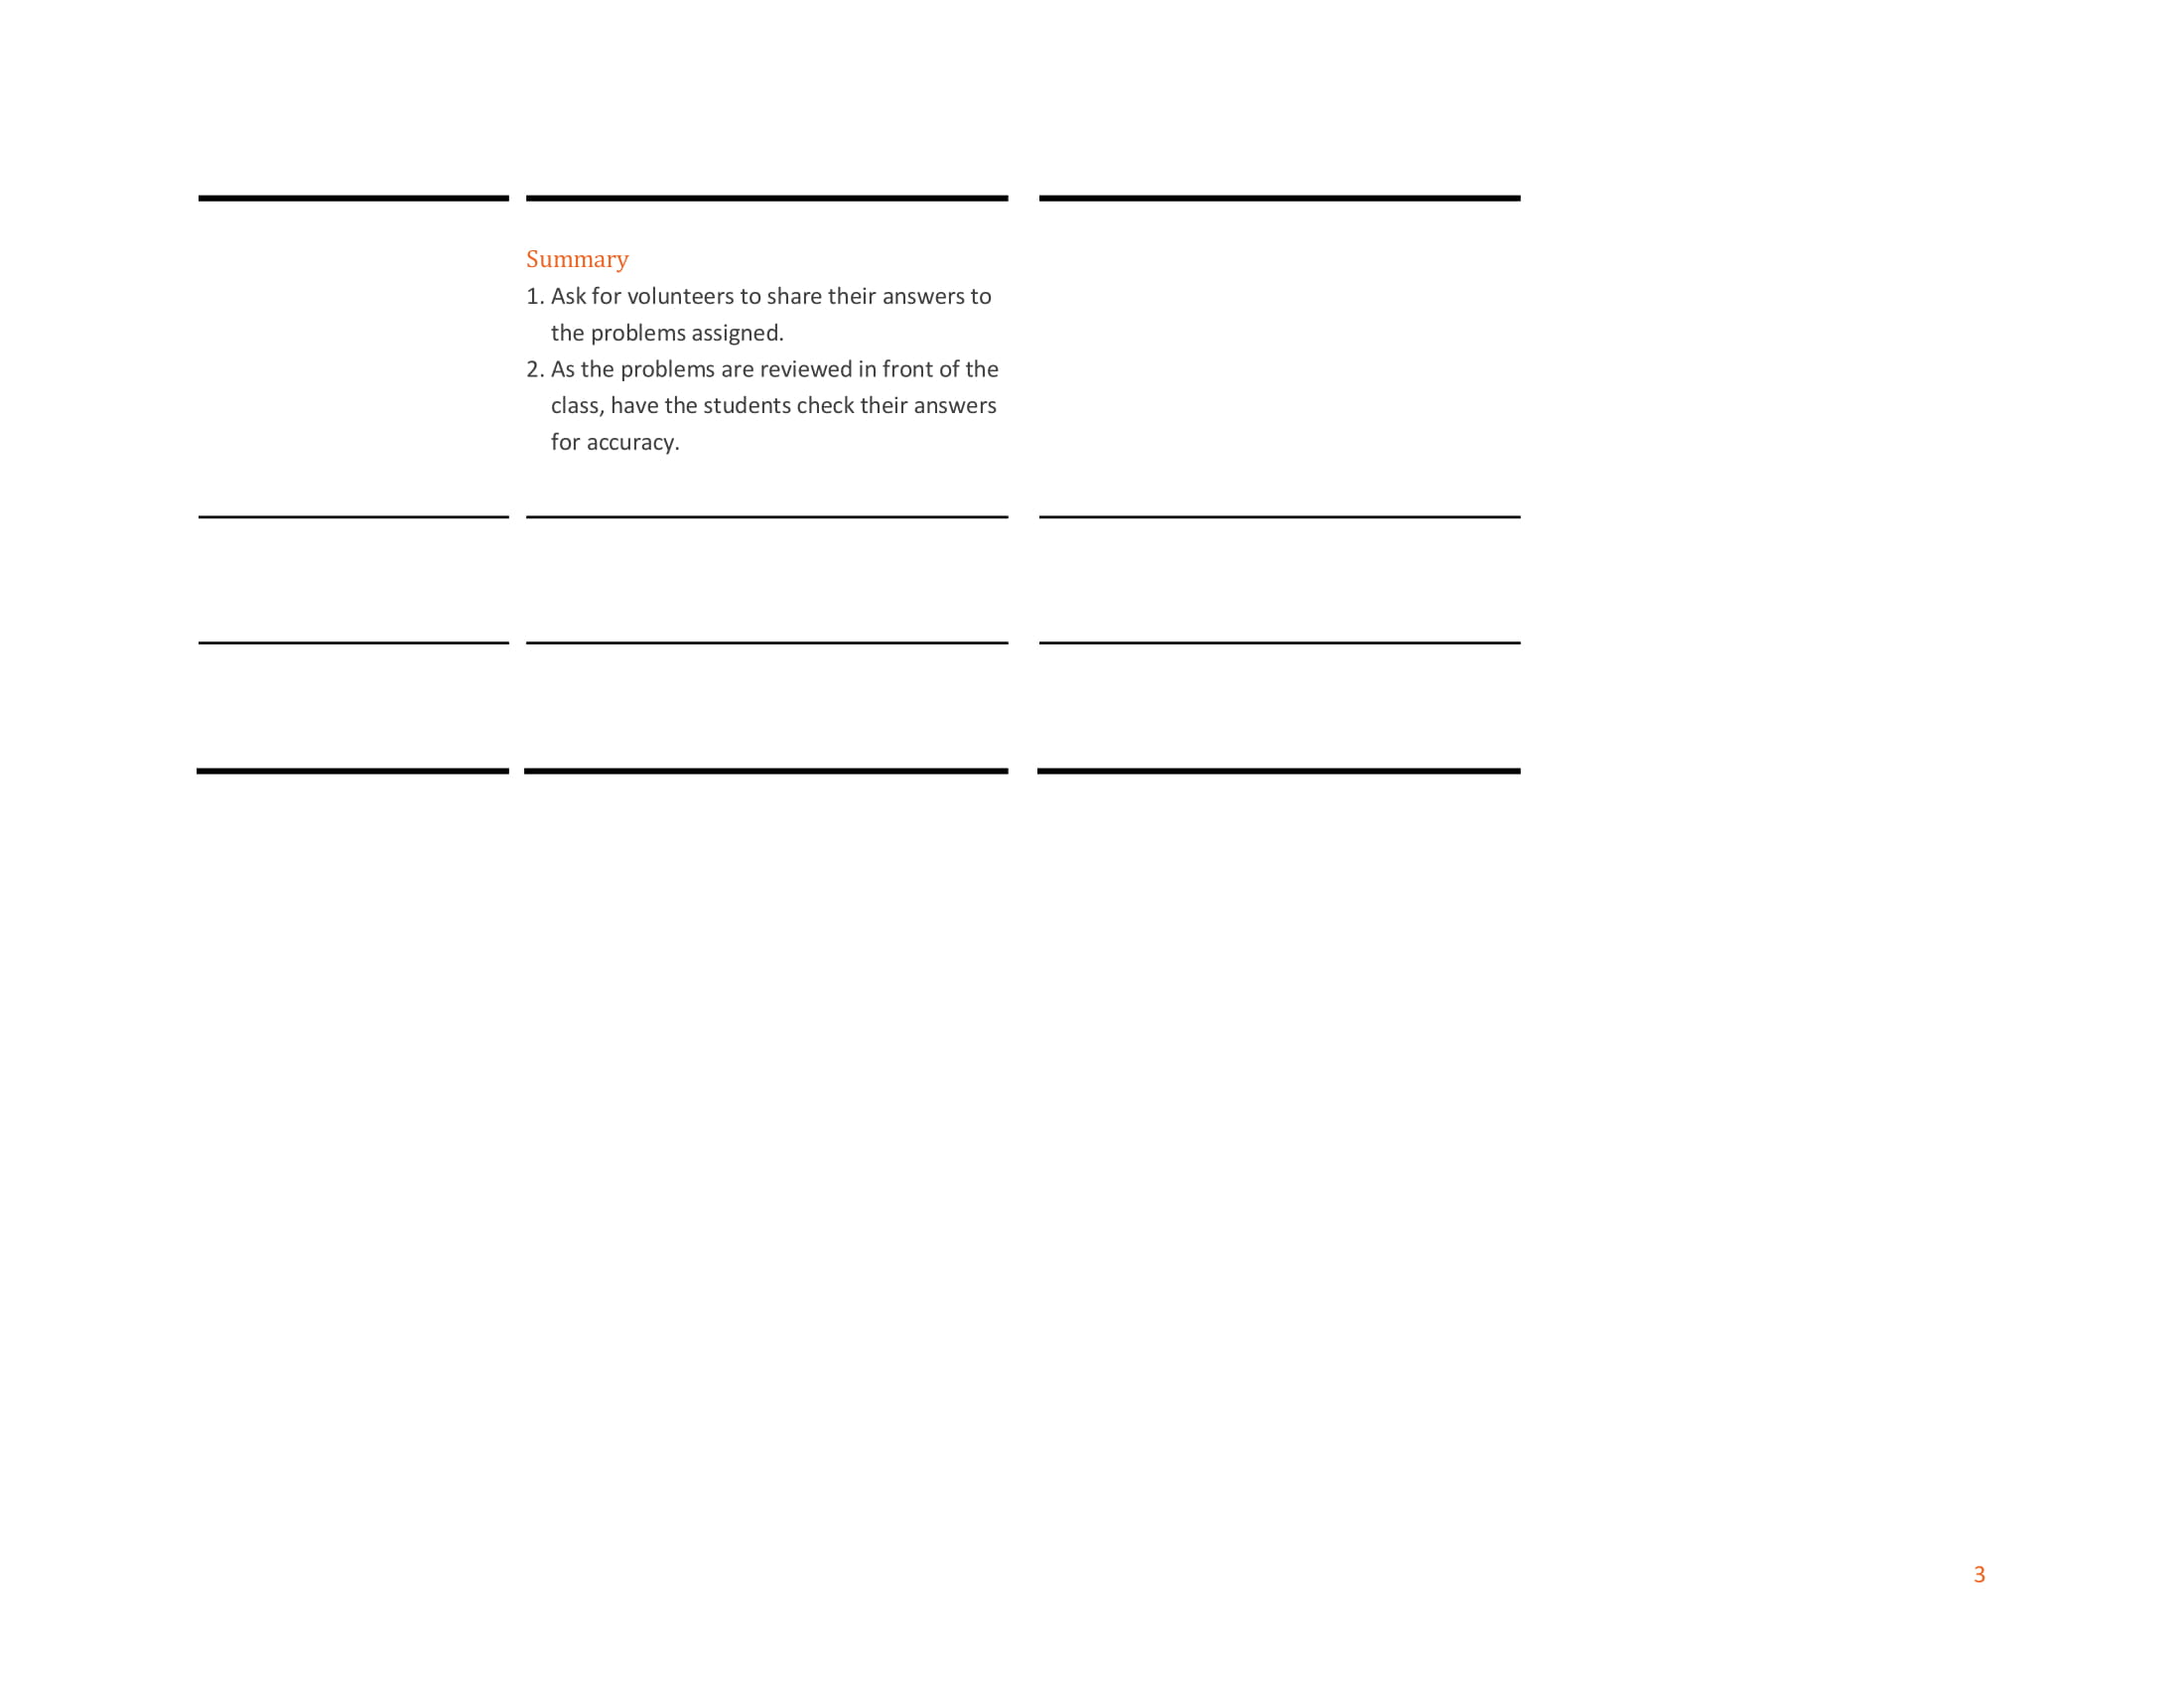 Summary
1. Ask for volunteers to share their answers to
the problems assigned.
2. As the problems are reviewed in front of the
class, have the students check their answers
for accuracy.
3